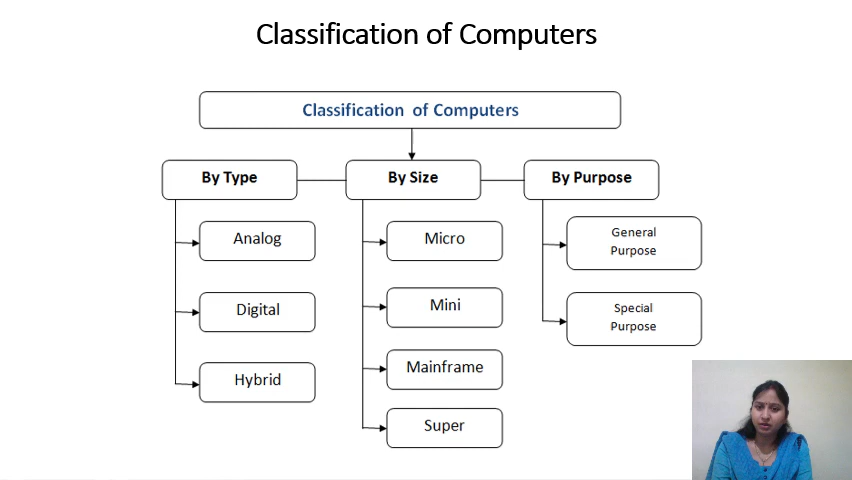 Classification of Computers
Classification of Computers
By Type
By Size
By Purpose
Analog
Digital
Hybrid
Micro
Mini
Mainframe
Super
General
Purpose
Special
Purpose